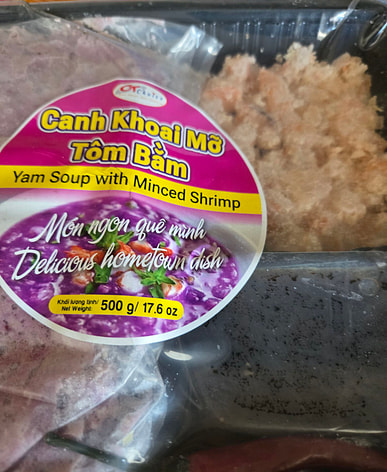 Canh Khoai Mỡ
Tôm Bằm
Yam Soup with Minced Shrimp
Món ngon quê mình
Delicious hometown dish
Khối lượng tịnh/
Net Weight: 500 g/ 17.6 oz